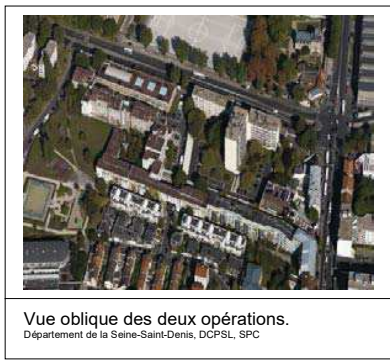 Vue oblique des deux opérations.
Département de la Seine-Saint-Denis, DCPSL, SPC